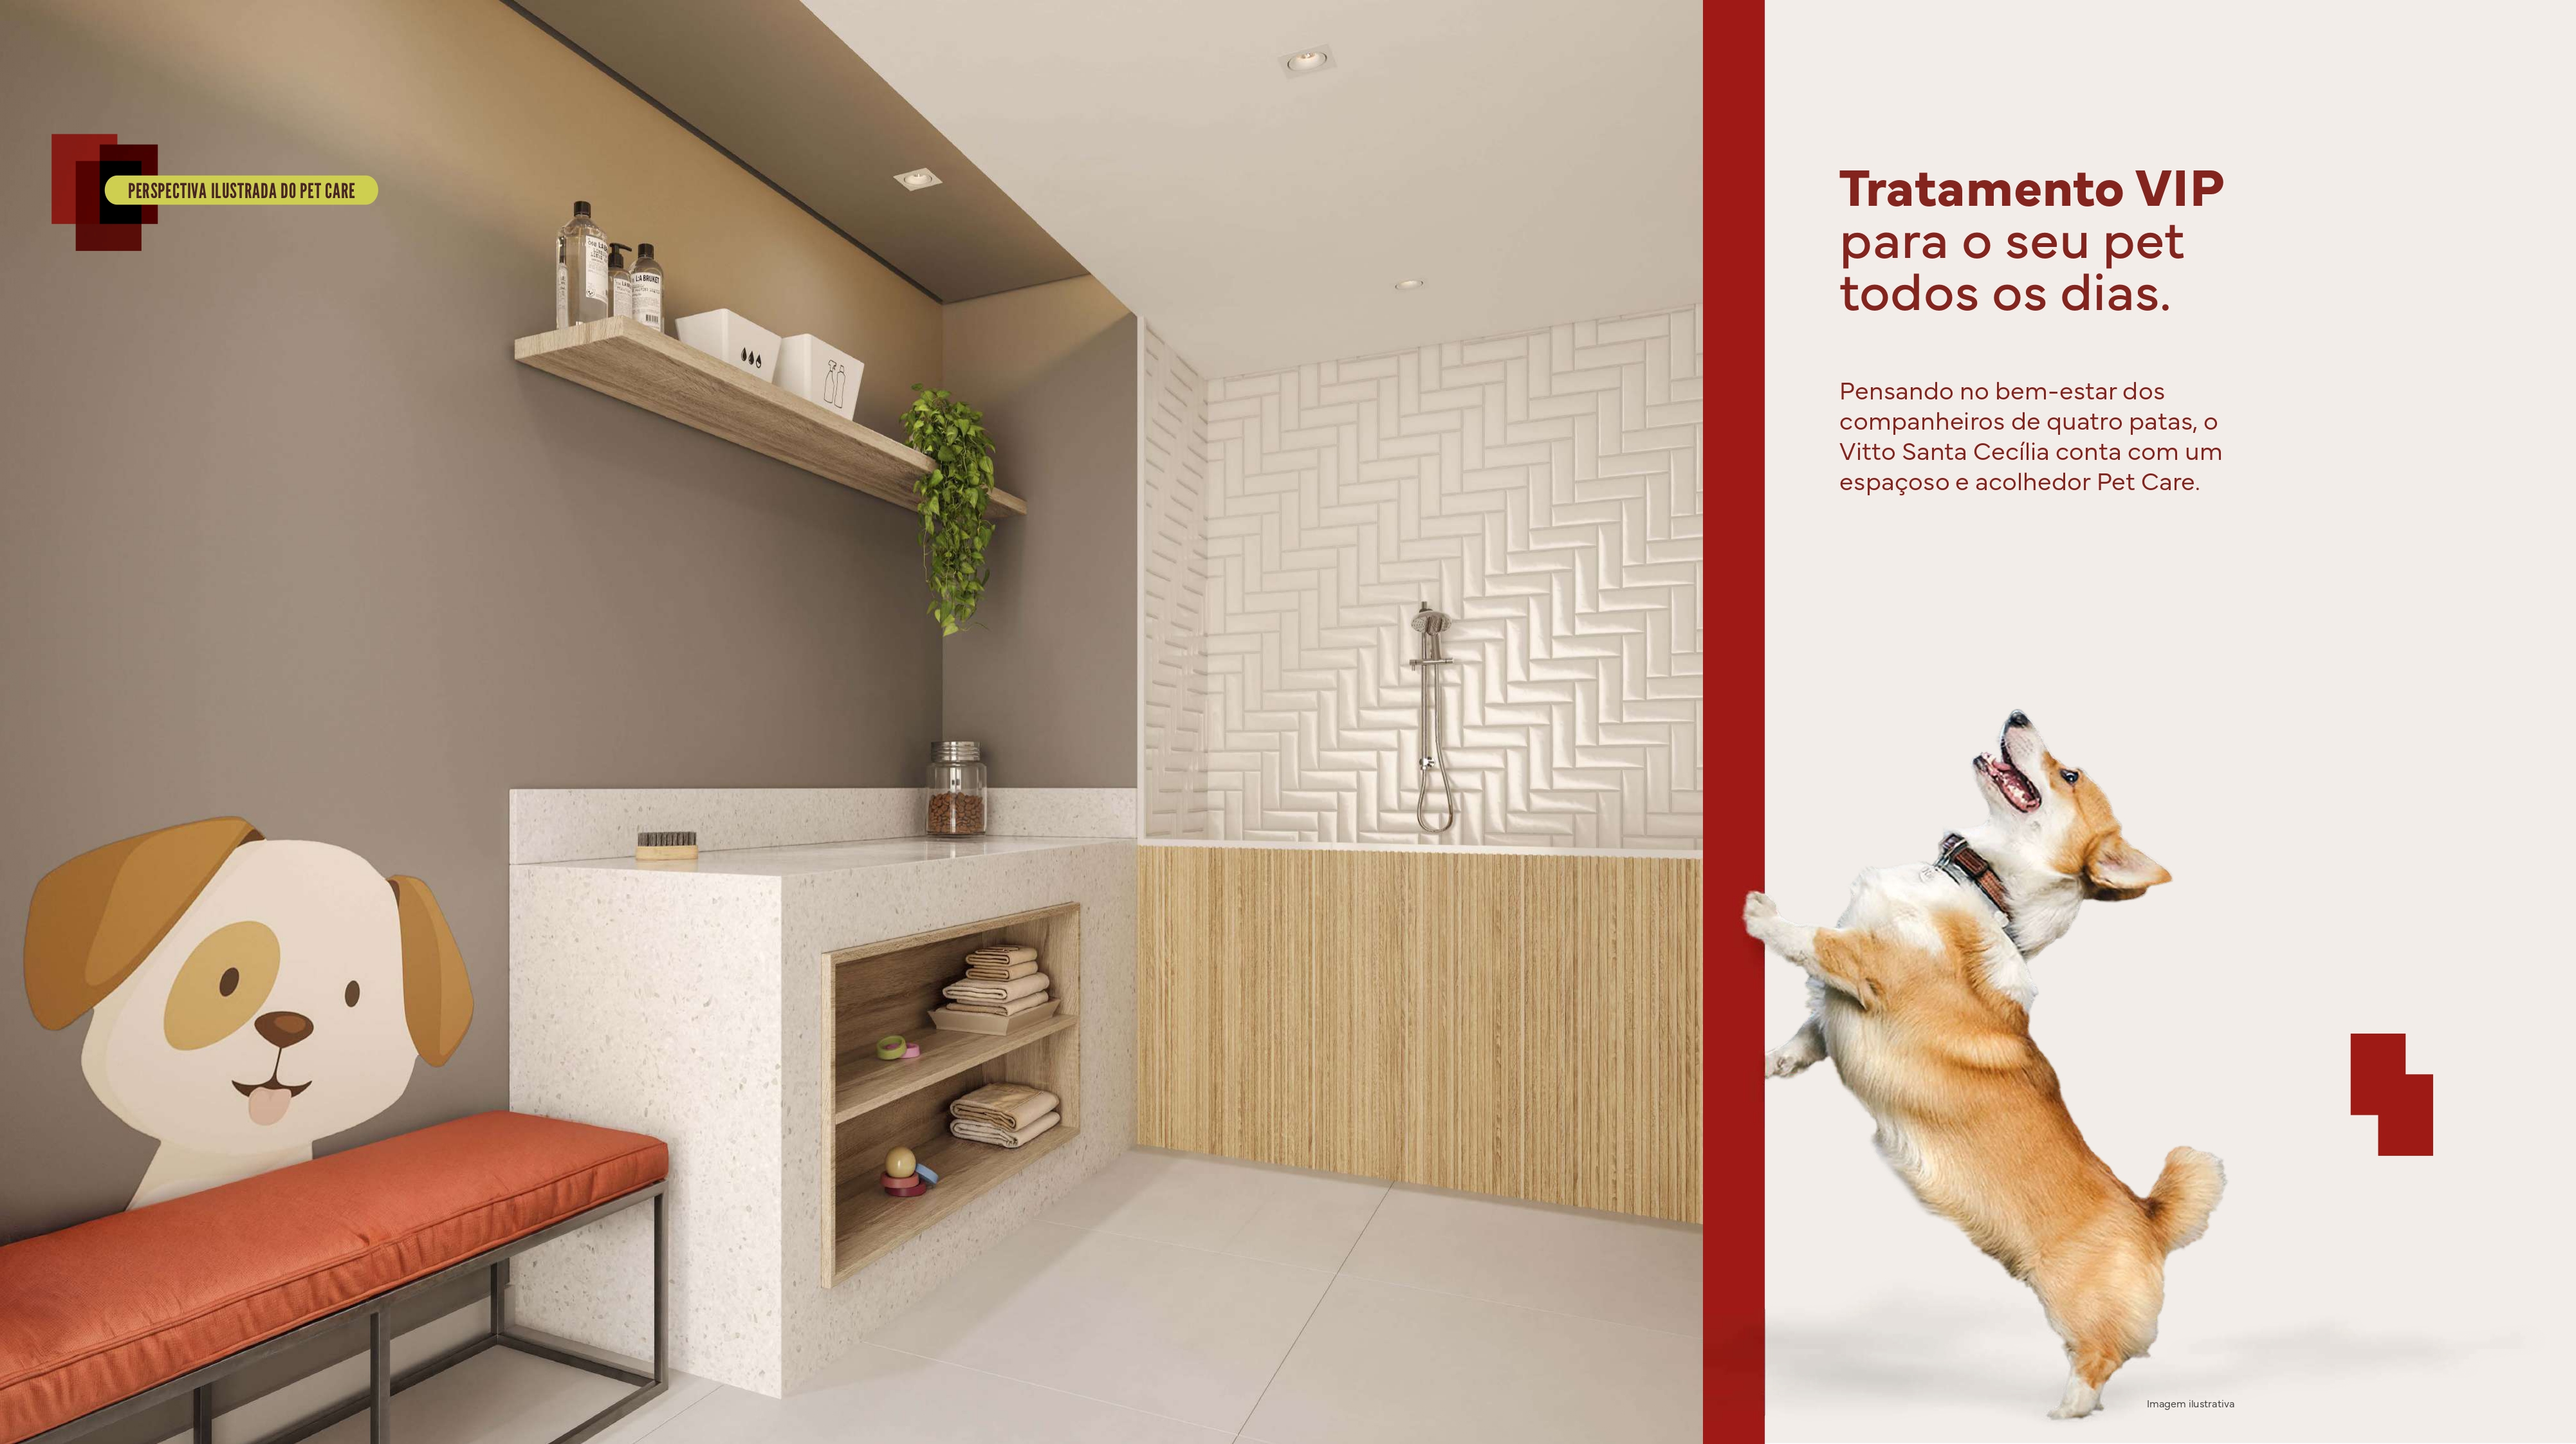 PERSPECTIVA ILUSTRADA DO PET CARE
L:A BRUKET
Tratamento VIP
para o seu pet
todos os dias.
Pensando no bem-estar dos
companheiros de quatro patas, o
Vitto Santa Cecília conta com um
espaçoso e acolhedor Pet Care.
Imagem ilustrativa